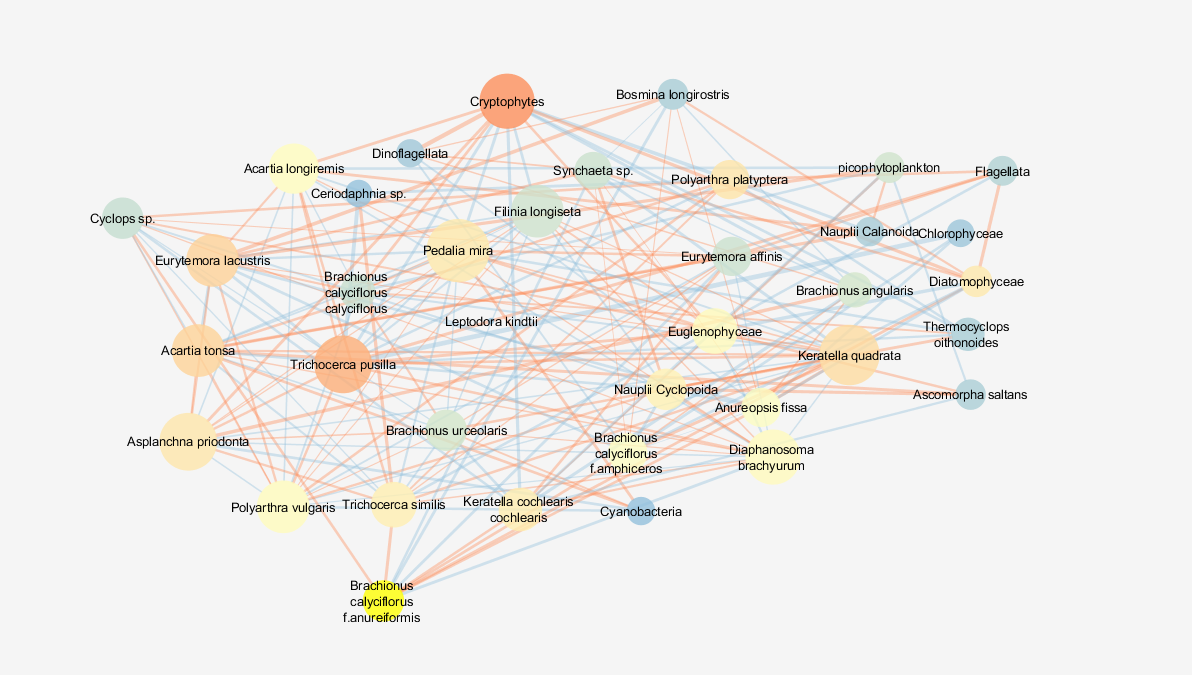 Cryptophytes
Bosmina longirostris
Dinoflagellata
Acartia longiremis
Synchaeta sp.
Polyarthra platyptera
picophytoplankton
Flagellata
Ceriodaphnia sp.
Cyclops sp.
Filinia longiseta
Nauplii Calanoida
Chlorophyceae
Pedalia mira
Eurytemora lacustris
Eurytemora affinis
Brachionus
calyciflorus
calyciflorus
Brachionus angularis
Diatomophyceae
Leptodora kindtii
Euglenophyceae
Thermocyclops
oithonoides
Acartia tonsa
Trichocerca pusilla
Keratella quadrata
Nauplii Cyclopoida
Ascomorpha saltans
Anureopsis fissa
Brachionus urceolaris
Asplanchna priodonta
Brachionus
calyciflorus
f.amphiceros
Diaphanosoma
brachyurum
Polyarthra vulgaris
Trichocerca similis
Keratella cochlearis
cochlearis
Cyanobacteria
Brachionus
calyciflorus
f.anureiformis